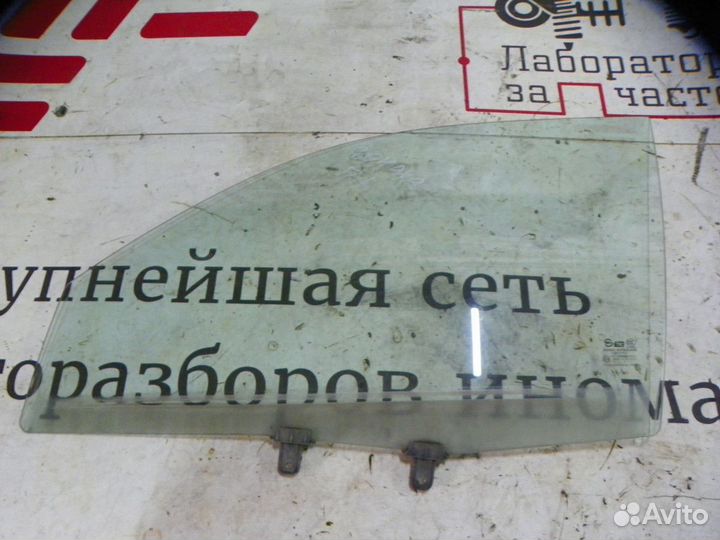 Лаборатор
за часто
упнейшая сеть
оразборов инома
Avito